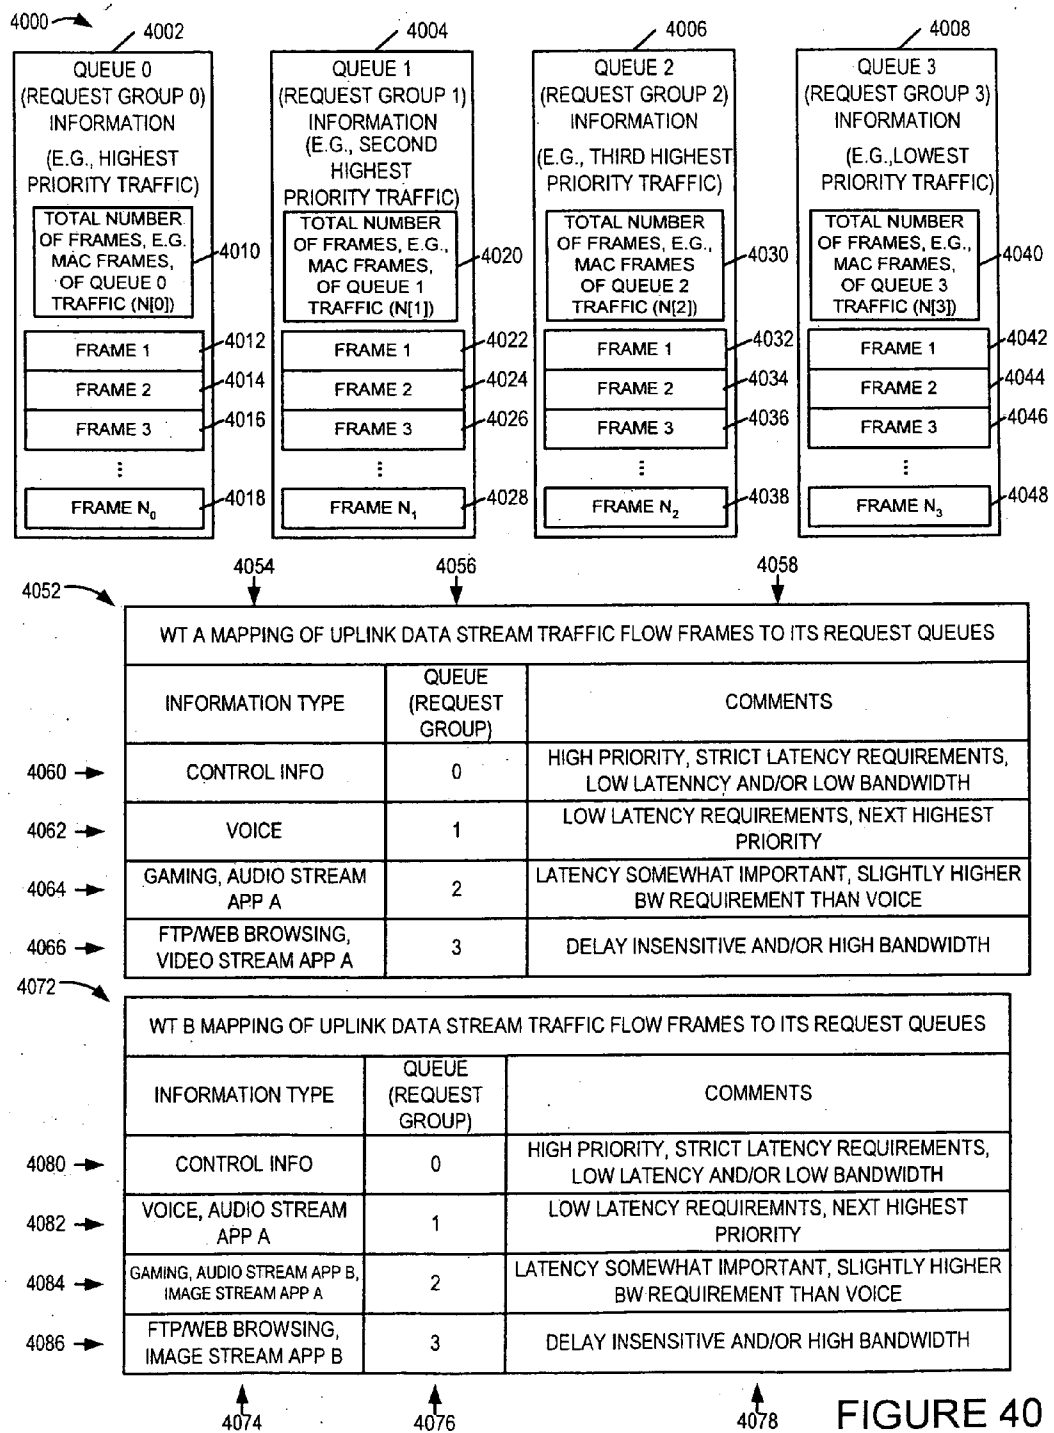 4000
4002
4004
4006
4008
QUEUE 0
(REQUEST GROUP 0)
INFORMATION
(E.G., HIGHEST
PRIORITY TRAFFIC)
TOTAL NUMBER
OF FRAMES, E.G.
MAC FRAMES,
OF QUEUE 0
TRAFFIC (N[0])
4010
FRAME 1
4012
FRAME 2
4014
FRAME 3
4016
⋮
FRAME N0
4018
QUEUE 1
(REQUEST GROUP 1)
INFORMATION
(E.G., SECOND
HIGHEST
PRIORITY TRAFFIC)
TOTAL NUMBER
OF FRAMES, E.G.,
MAC FRAMES,
OF QUEUE 1
TRAFFIC (N[1])
4020
FRAME 1
4022
FRAME 2
4024
FRAME 3
4026
⋮
FRAME N1
4028
QUEUE 2
(REQUEST GROUP 2)
INFORMATION
(E.G., THIRD HIGHEST
PRIORITY TRAFFIC)
TOTAL NUMBER
OF FRAMES, E.G.,
MAC FRAMES
OF QUEUE 2
TRAFFIC (N[2])
4030
FRAME 1
4032
FRAME 2
4034
FRAME 3
4036
⋮
FRAME N2
4038
QUEUE 3
(REQUEST GROUP 3)
INFORMATION
(E.G.,LOWEST
PRIORITY TRAFFIC)
TOTAL NUMBER
OF FRAMES, E.G.,
MAC FRAMES,
OF QUEUE 3
TRAFFIC (N[3])
4040
FRAME 1
4042
FRAME 2
4044
FRAME 3
4046
⋮
FRAME N3
4048
4052
4054
4056
4058
WT A MAPPING OF UPLINK DATA STREAM TRAFFIC FLOW FRAMES TO ITS REQUEST QUEUES
INFORMATION TYPE
QUEUE
(REQUEST
GROUP)
COMMENTS
4060
CONTROL INFO
0
HIGH PRIORITY, STRICT LATENCY REQUIREMENTS,
LOW LATENNCY AND/OR LOW BANDWIDTH
4062
VOICE
1
LOW LATENCY REQUIREMENTS, NEXT HIGHEST
PRIORITY
4064
GAMING, AUDIO STREAM
APP A
2
LATENCY SOMEWHAT IMPORTANT, SLIGHTLY HIGHER
BW REQUIREMENT THAN VOICE
4066
FTP/WEB BROWSING,
VIDEO STREAM APP A
3
DELAY INSENSITIVE AND/OR HIGH BANDWIDTH
4072
WT B MAPPING OF UPLINK DATA STREAM TRAFFIC FLOW FRAMES TO ITS REQUEST QUEUES
INFORMATION TYPE
QUEUE
(REQUEST
GROUP)
COMMENTS
4080
CONTROL INFO
0
HIGH PRIORITY, STRICT LATENCY REQUIREMENTS,
LOW LATENCY AND/OR LOW BANDWIDTH
4082
VOICE, AUDIO STREAM
APP A
1
LOW LATENCY REQUIREMNTS, NEXT HIGHEST
PRIORITY
4084
GAMING, AUDIO STREAM APP B,
IMAGE STREAM APP A
2
LATENCY SOMEWHAT IMPORTANT, SLIGHTLY HIGHER
BW REQUIREMENT THAN VOICE
4086
FTP/WEB BROWSING,
IMAGE STREAM APP B
3
DELAY INSENSITIVE AND/OR HIGH BANDWIDTH
4074
4076
4078
FIGURE 40